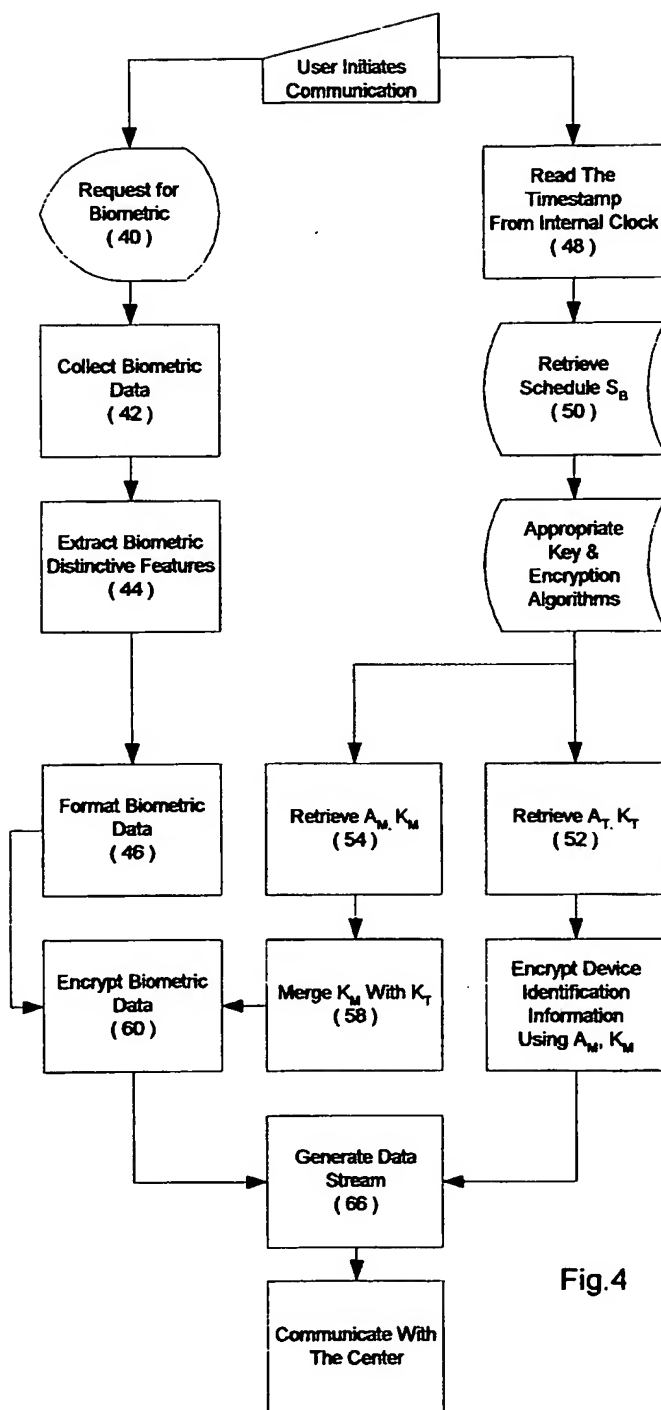 User Initiates
Communication
Request for
Biometric
( 40 )
Read The
Timestamp
From Internal Clock
( 48 )
Collect Biometric
Data
( 42 )
Retrieve
Schedule S_B
( 50 )
Extract Biometric
Distinctive Features
( 44 )
Appropriate
Key &
Encryption
Algorithms
Format Biometric
Data
( 46 )
Retrieve A_M, K_M
( 54 )
Retrieve A_T, K_T
( 52 )
Encrypt Biometric
Data
( 60 )
Merge K_M With K_T
( 58 )
Encrypt Device
Identification
Information
Using A_M, K_M
Generate Data
Stream
( 66 )
Communicate With
The Center
Fig.4